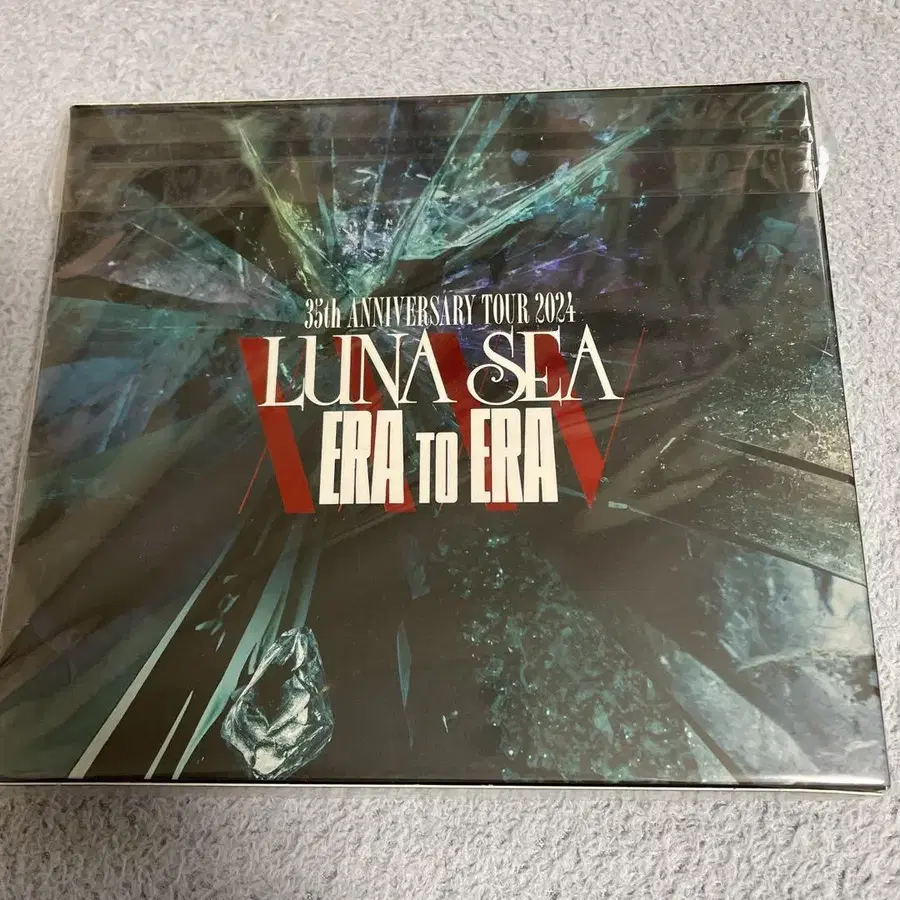 35th ANNIVERSARY TOUR 2024
LUNA SEA
ERA TO ERA